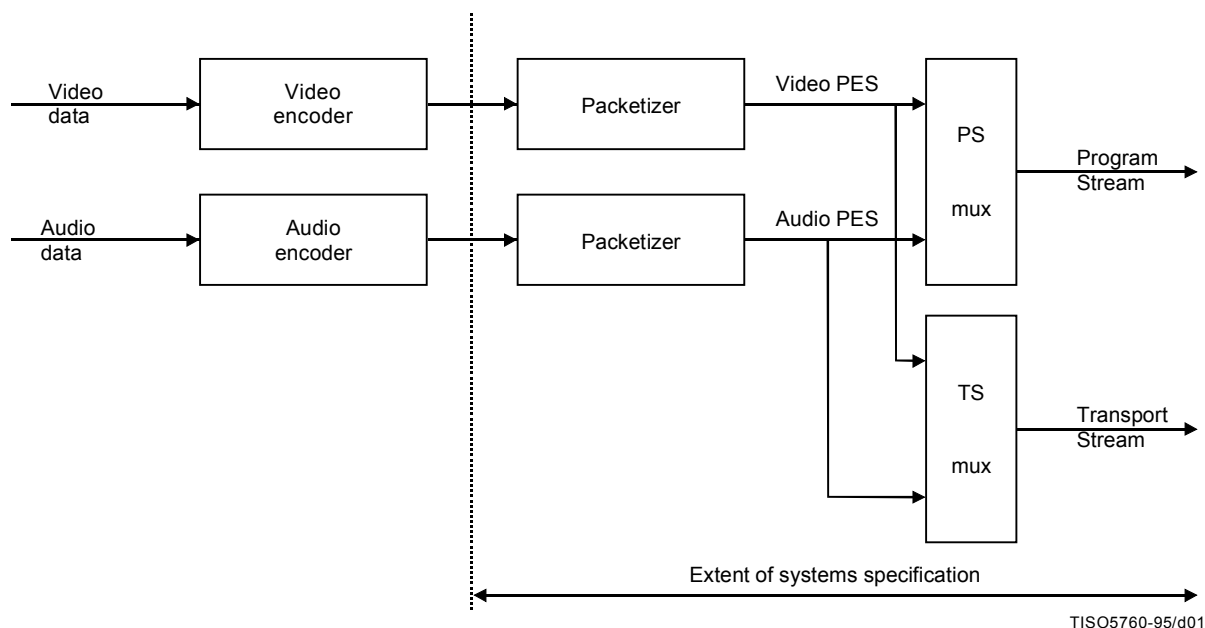 Video
data
Video
encoder
Packetizer
Video PES
PS
mux
Program
Stream
Audio
data
Audio
encoder
Packetizer
Audio PES
TS
mux
Transport
Stream
Extent of systems specification
TISO5760-95/d01